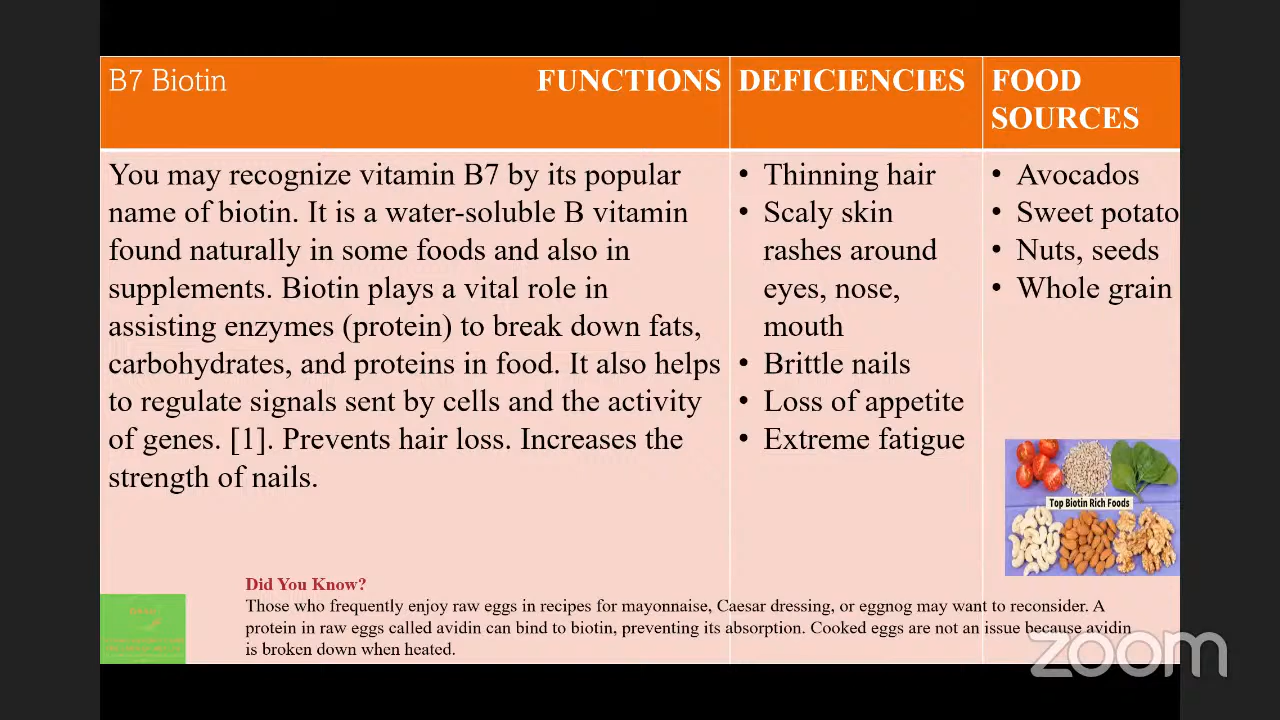 B7 Biotin
FUNCTIONS
DEFICIENCIES
FOOD
SOURCES
You may recognize vitamin B7 by its popular
name of biotin. It is a water-soluble B vitamin
found naturally in some foods and also in
supplements. Biotin plays a vital role in
assisting enzymes (protein) to break down fats,
carbohydrates, and proteins in food. It also helps
to regulate signals sent by cells and the activity
of genes. [1]. Prevents hair loss. Increases the
strength of nails.
• Thinning hair
• Scaly skin
rashes around
eyes, nose,
mouth
• Brittle nails
• Loss of appetite
• Extreme fatigue
• Avocados
• Sweet potato
• Nuts, seeds
• Whole grain
Top Biotin Rich Foods
Did You Know?
Those who frequently enjoy raw eggs in recipes for mayonnaise, Caesar dressing, or eggnog may want to reconsider. A
protein in raw eggs called avidin can bind to biotin, preventing its absorption. Cooked eggs are not an issue because avidin
is broken down when heated.
zoom